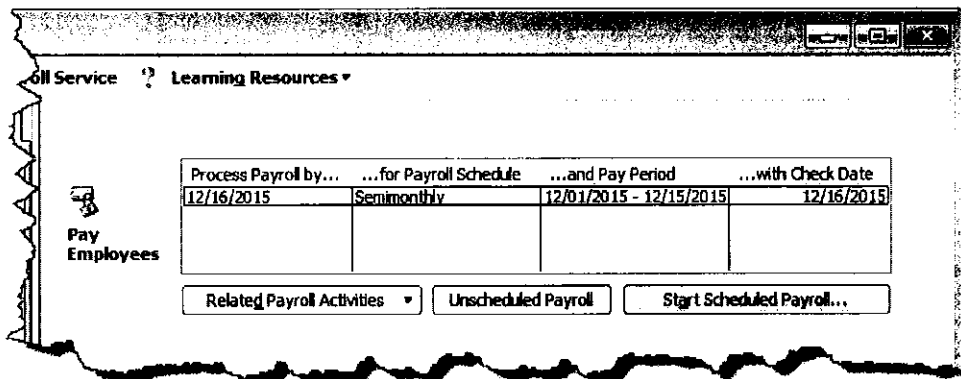 oll Service ? Learning Resources ▾
Process Payroll by... ...for Payroll Schedule ...and Pay Period ...with Check Date
12/16/2015 Semimonthly 12/01/2015 - 12/15/2015 12/16/2015
Pay
Employees
Related Payroll Activities ▾ Unscheduled Payroll Start Scheduled Payroll...